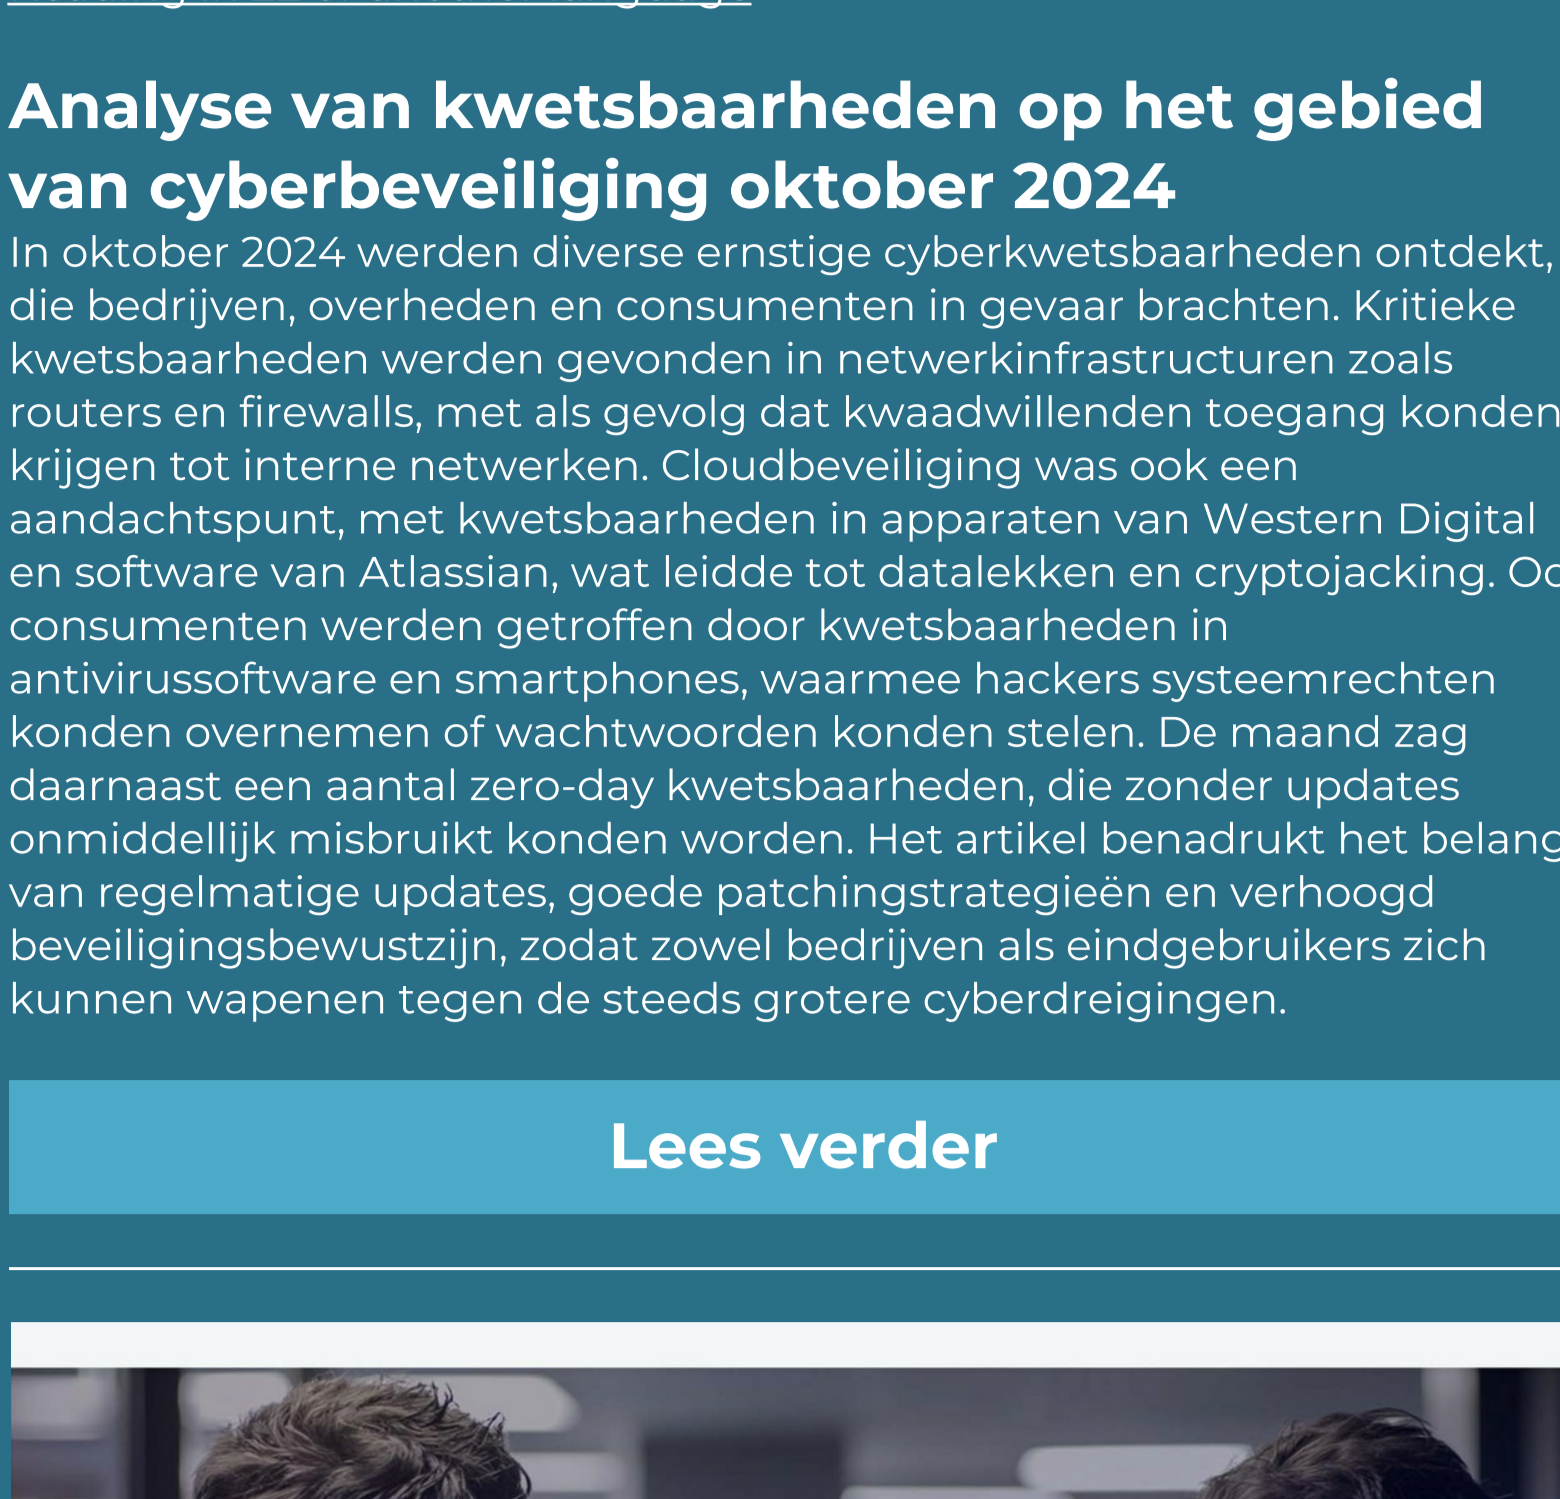 Analyse van kwetsbaarheden op het gebied
van cyberbeveiliging oktober 2024
In oktober 2024 werden diverse ernstige cyberkwetsbaarheden ontdekt,
die bedrijven, overheden en consumenten in gevaar brachten. Kritieke
kwetsbaarheden werden gevonden in netwerkinfrastructuren zoals
routers en firewalls, met als gevolg dat kwaadwillenden toegang konden
krijgen tot interne netwerken. Cloudbeveiliging was ook een
aandachtspunt, met kwetsbaarheden in apparaten van Western Digital
en software van Atlassian, wat leidde tot datalekken en cryptojacking.
consumenten werden getroffen door kwetsbaarheden in
antivirussoftware en smartphones, waarmee hackers systeemrechten
konden overnemen of wachtwoorden konden stelen. De maand zag
daarnaast een aantal zero-day kwetsbaarheden, die zonder updates
onmiddellijk misbruikt konden worden. Het artikel benadrukt het belang
van regelmatige updates, goede patchingstrategieën en verhoogd
beveiligingsbewustzijn, zodat zowel bedrijven als eindgebruikers zich
kunnen wapenen tegen de steeds grotere cyberdreigingen.
Lees verder